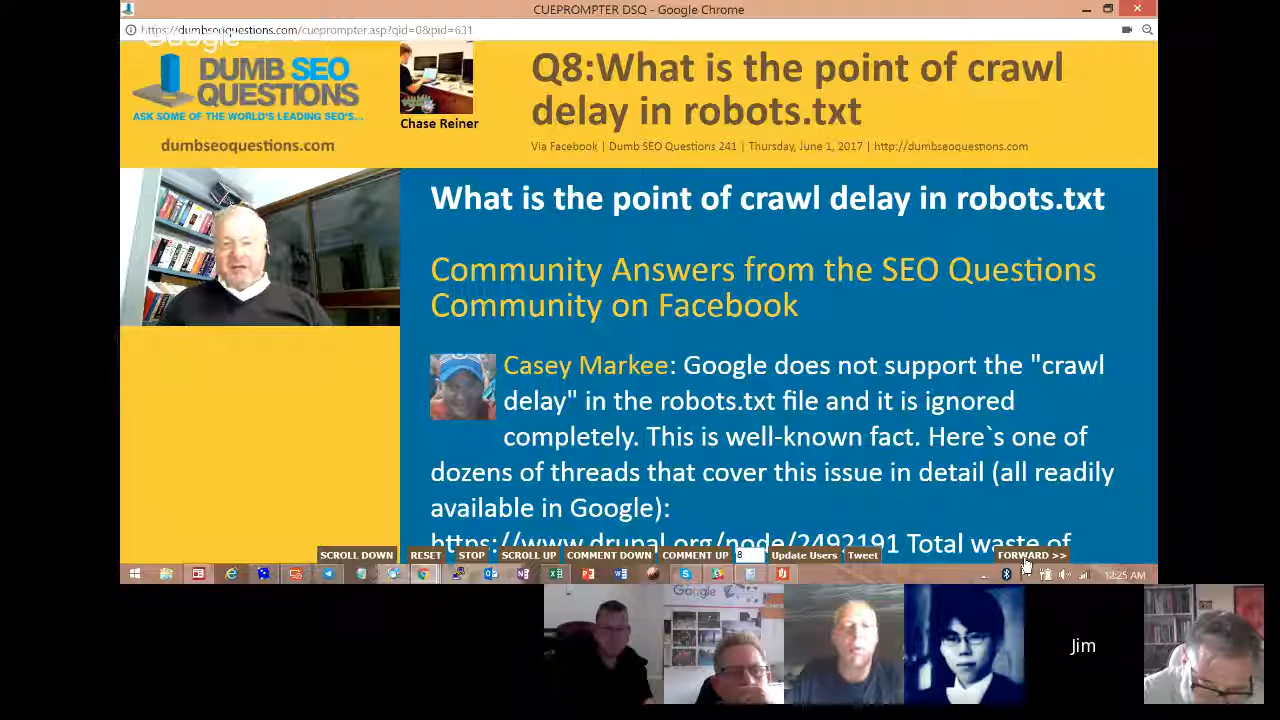 CUEPROMPTER DSQ - Google Chrome
https://dumbseoquestions.com/cueprompter.asp?qid=0&pid=631
Google
DUMB SEO
QUESTIONS
ASK SOME OF THE WORLD'S LEADING SEO'S...
dumbseoquestions.com
Chase Reiner
Q8:What is the point of crawl
delay in robots.txt
Via Facebook | Dumb SEO Questions 241 | Thursday, June 1, 2017 | http://dumbseoquestions.com
What is the point of crawl delay in robots.txt
Community Answers from the SEO Questions
Community on Facebook
Casey Markee: Google does not support the "crawl
delay" in the robots.txt file and it is ignored
completely. This is well-known fact. Here`s one of
dozens of threads that cover this issue in detail (all readily
available in Google):
https://www.drupal.org/node/2492191 Total waste of
SCROLL DOWN RESET STOP SCROLL UP COMMENT DOWN COMMENT UP 8 Update Users Tweet FORWARD >>
12:25 AM
Google
Jim